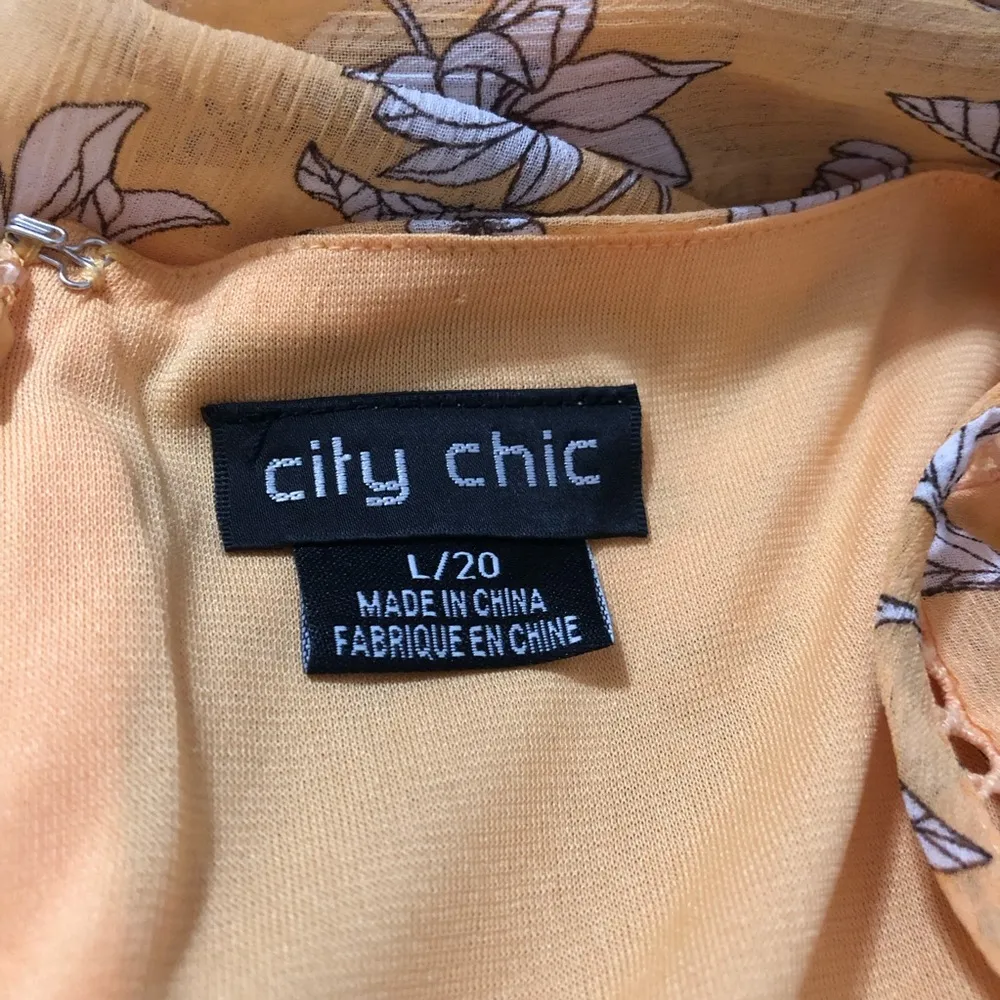 city chic
L/20
MADE IN CHINA
FABRIQUE EN CHINE